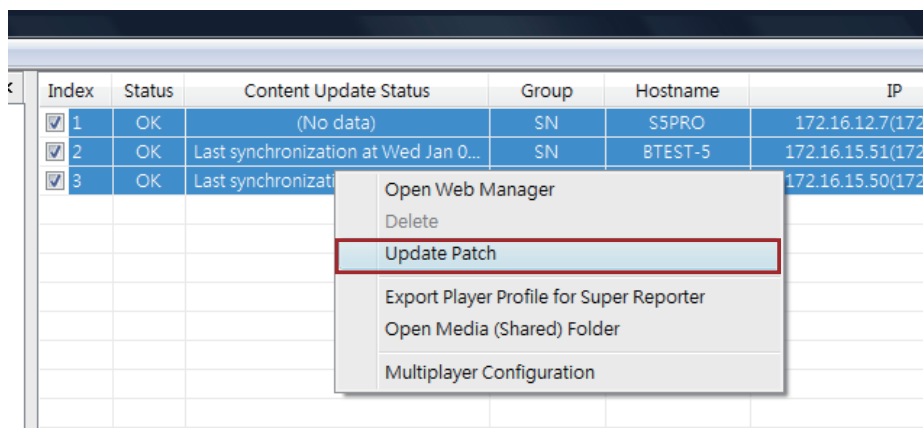 Index Status Content Update Status Group Hostname IP
1 OK (No data) SN S5PRO 172.16.12.7(172
2 OK Last synchronization at Wed Jan 0... SN BTEST-5 172.16.15.51(172
3 OK Last synchronizati 172.16.15.50(172
Open Web Manager
Delete
Update Patch
Export Player Profile for Super Reporter
Open Media (Shared) Folder
Multiplayer Configuration